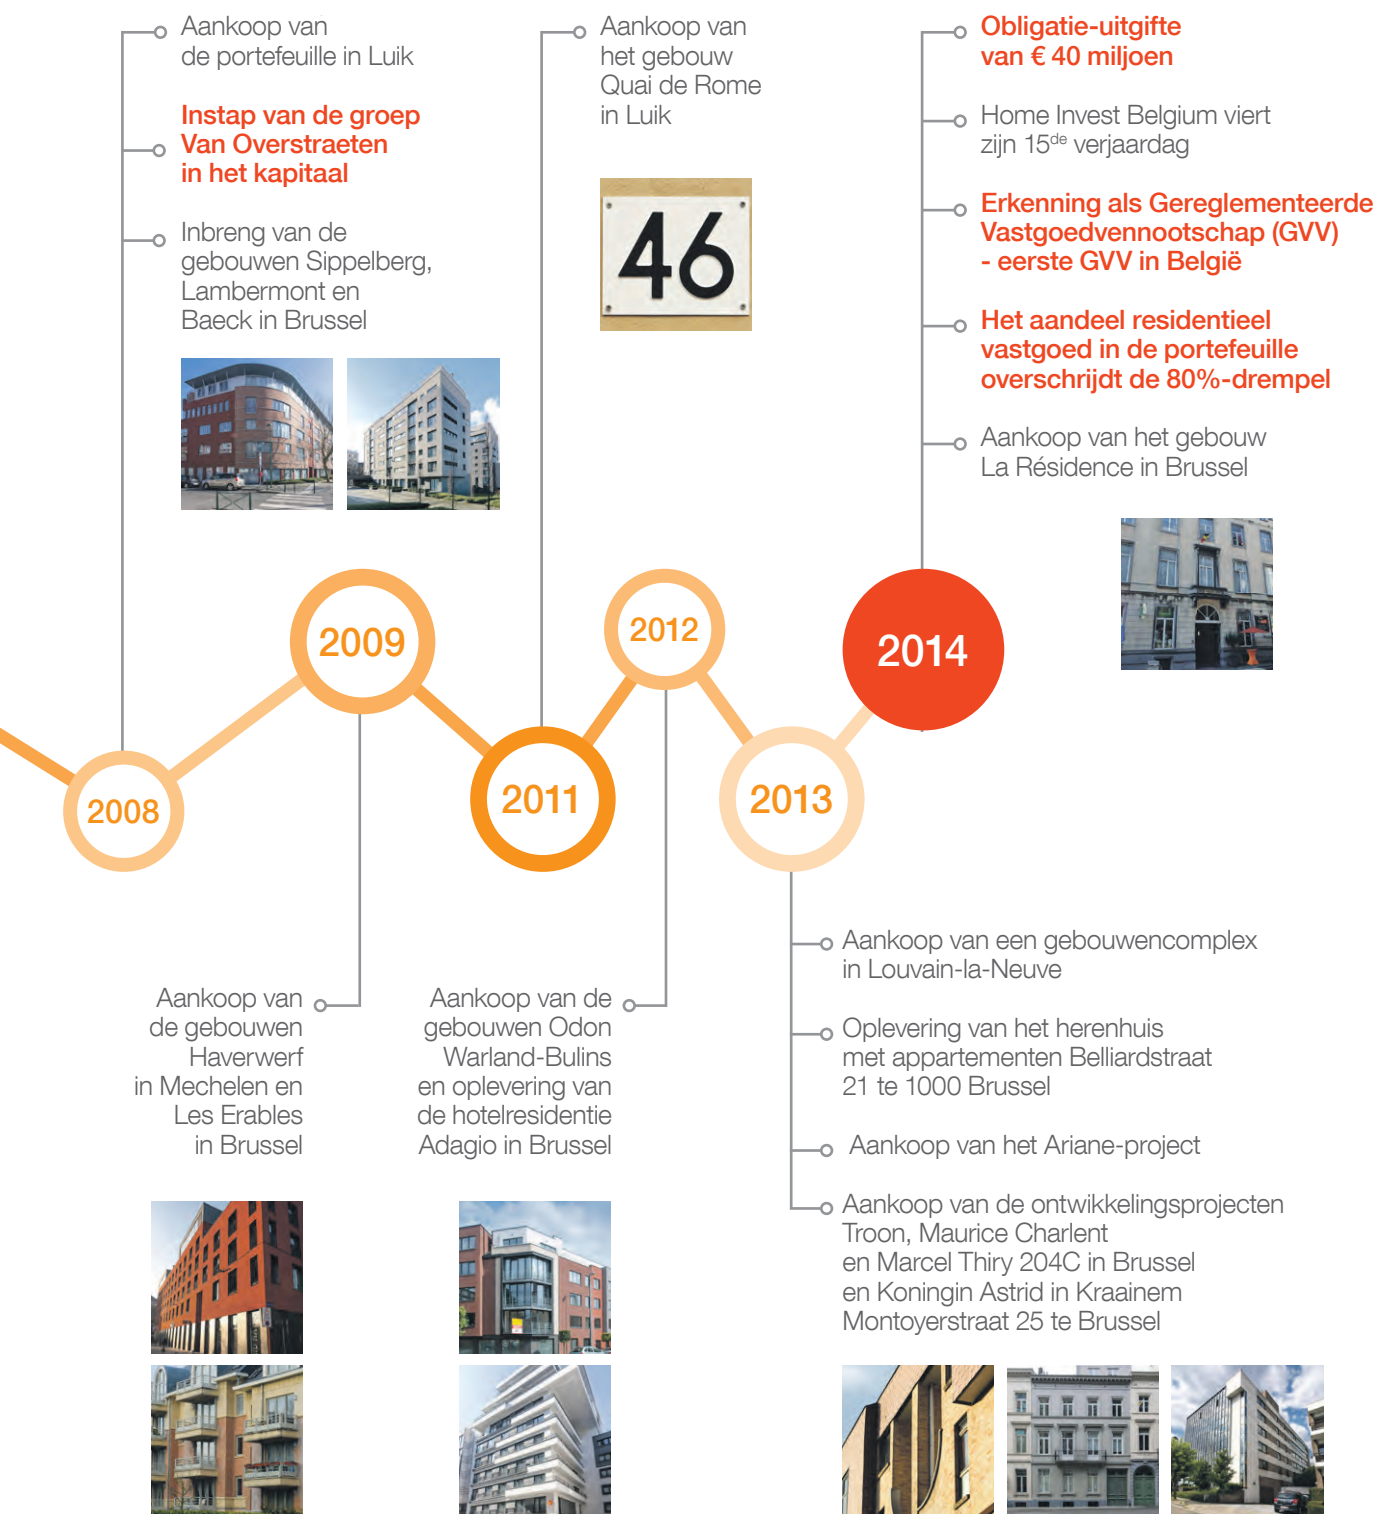 Aankoop van
de portefeuille in Luik
Instap van de groep
Van Overstraeten
in het kapitaal
Inbreng van de
gebouwen Sippelberg,
Lambermont en
Baeck in Brussel
Aankoop van
het gebouw
Quai de Rome
in Luik
46
Obligatie-uitgifte
van € 40 miljoen
Home Invest Belgium viert
zijn 15de verjaardag
Erkenning als Gereglementeerde
Vastgoedvennootschap (GVV)
- eerste GVV in België
Het aandeel residentieel
vastgoed in de portefeuille
overschrijdt de 80%-drempel
Aankoop van het gebouw
La Résidence in Brussel
2008
2009
2011
2012
2013
2014
Aankoop van
de gebouwen
Haverwerf
in Mechelen en
Les Erables
in Brussel
Aankoop van de
gebouwen Odon
Warland-Bulins
en oplevering van
de hotelresidentie
Adagio in Brussel
Aankoop van een gebouwencomplex
in Louvain-la-Neuve
Oplevering van het herenhuis
met appartementen Belliardstraat
21 te 1000 Brussel
Aankoop van het Ariane-project
Aankoop van de ontwikkelingsprojecten
Troon, Maurice Charlent
en Marcel Thiry 204C in Brussel
en Koningin Astrid in Kraainem
Montoyerstraat 25 te Brussel